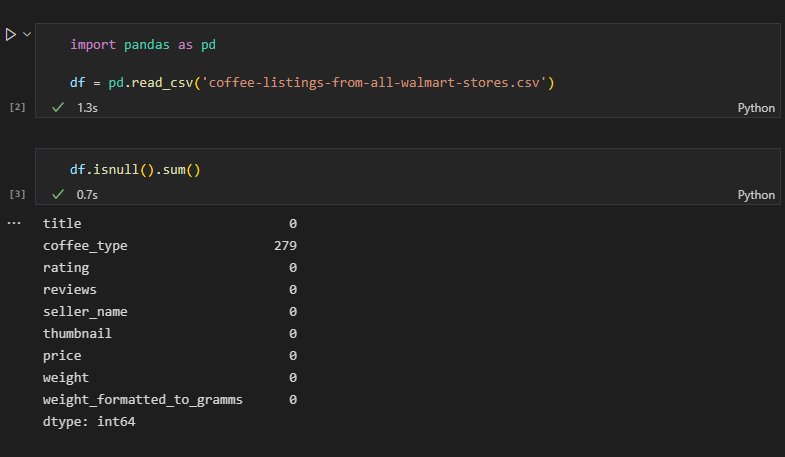 import pandas as pd
df = pd.read_csv('coffee-listings-from-all-walmart-stores.csv')
[2] 1.3s Python
df.isnull().sum()
[3] 0.7s Python
... title 0
coffee_type 279
rating 0
reviews 0
seller_name 0
thumbnail 0
price 0
weight 0
weight_formatted_to_gramms 0
dtype: int64